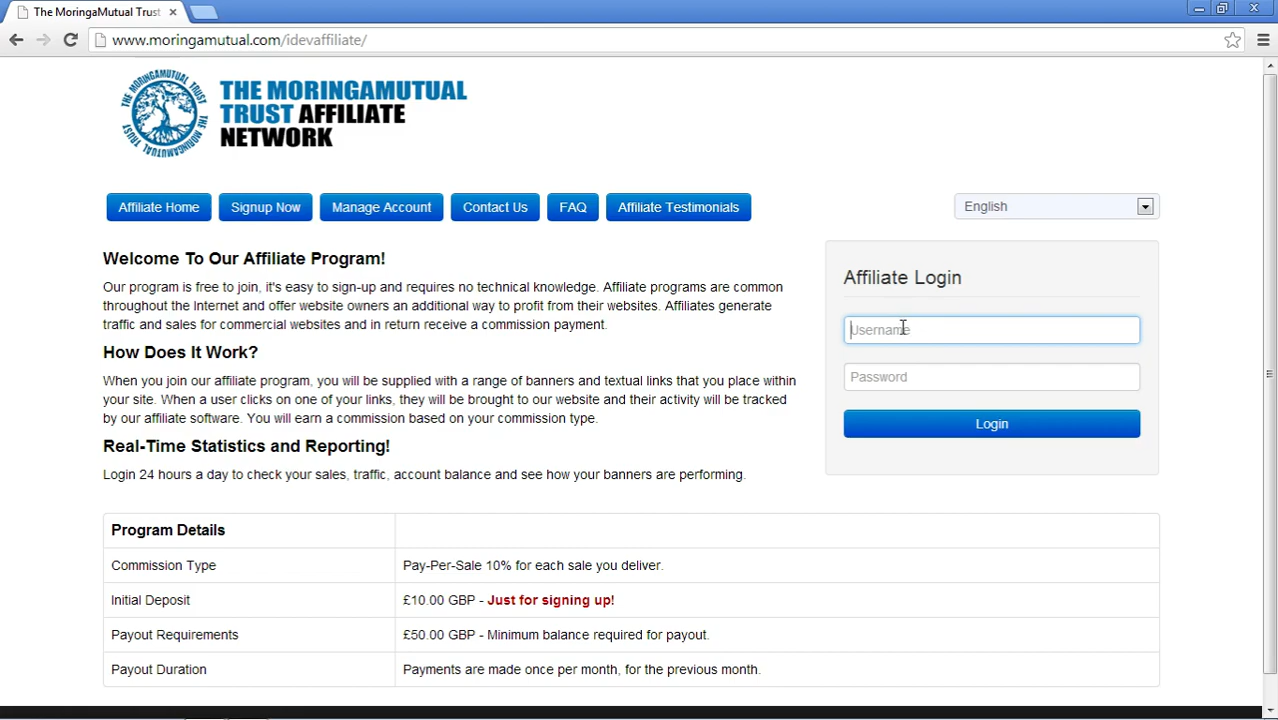 The MoringaMutual Trust
www.moringamutual.com/idevaffiliate/
THE MORINGAMUTUAL
TRUST AFFILIATE
NETWORK
THE MORINGAMUTUAL TRUST
Affiliate Home Signup Now Manage Account Contact Us FAQ Affiliate Testimonials English
Welcome To Our Affiliate Program!
Our program is free to join, it's easy to sign-up and requires no technical knowledge. Affiliate programs are common
throughout the Internet and offer website owners an additional way to profit from their websites. Affiliates generate
traffic and sales for commercial websites and in return receive a commission payment.
How Does It Work?
When you join our affiliate program, you will be supplied with a range of banners and textual links that you place within
your site. When a user clicks on one of your links, they will be brought to our website and their activity will be tracked
by our affiliate software. You will earn a commission based on your commission type.
Real-Time Statistics and Reporting!
Login 24 hours a day to check your sales, traffic, account balance and see how your banners are performing.
Affiliate Login
Username
Password
Login
Program Details
Commission Type Pay-Per-Sale 10% for each sale you deliver.
Initial Deposit £10.00 GBP - Just for signing up!
Payout Requirements £50.00 GBP - Minimum balance required for payout.
Payout Duration Payments are made once per month, for the previous month.